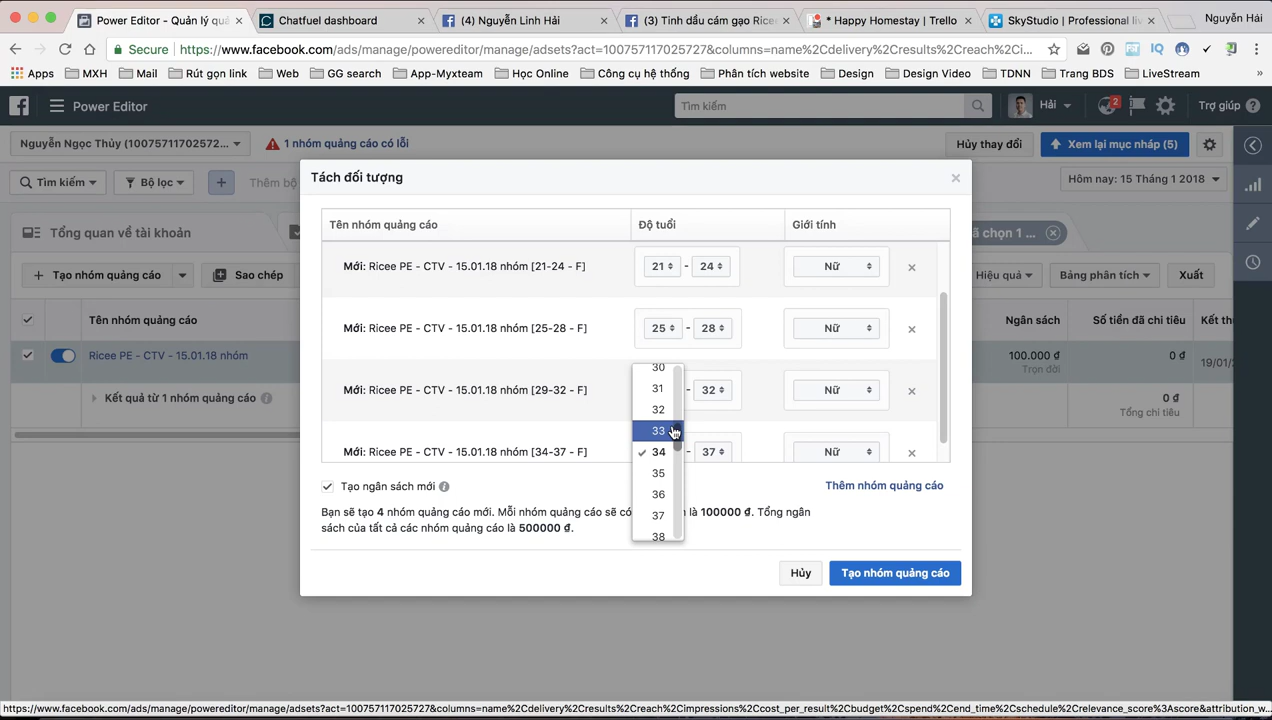 Power Editor - Quản lý quả
Chatfuel dashboard
(4) Nguyễn Linh Hải
(3) Tinh dầu cám gạo Ricee
* Happy Homestay | Trello
SkyStudio | Professional liv
Nguyễn Hải
Secure https://www.facebook.com/ads/manage/powereditor/manage/adsets?act=100757117025727&columns=name%2Cdelivery%2Cresults%2Creach%2Ci...
Apps MXH Mail Rút gọn link Web GG search App-Myxteam Học Online Công cụ hệ thống Phân tích website Design Design Video TDNN Trang BDS LiveStream »
Power Editor
Tìm kiếm
Hải
2
Trợ giúp
Nguyễn Ngọc Thủy (10075711702572...
1 nhóm quảng cáo có lỗi
Hủy thay đổi
Xem lại mục nháp (5)
Tìm kiếm
Bộ lọc
+
Thêm bộ
Hôm nay: 15 Tháng 1 2018
Tổng quan về tài khoản
ã chọn 1 ...
+ Tạo nhóm quảng cáo
Sao chép
Hiệu quả
Bảng phân tích
Xuất
Tên nhóm quảng cáo
Ngân sách
Số tiền đã chi tiêu
Kết thú
Ricee PE - CTV - 15.01.18 nhóm
100.000 ₫
Trọn đời
0 ₫
19/01/
Kết quả từ 1 nhóm quảng cáo
0 ₫
Tổng chi tiêu
Tách đối tượng
×
Tên nhóm quảng cáo
Độ tuổi
Giới tính
Mới: Ricee PE - CTV - 15.01.18 nhóm [21-24 - F]
21 - 24
Nữ
×
Mới: Ricee PE - CTV - 15.01.18 nhóm [25-28 - F]
25 - 28
Nữ
×
Mới: Ricee PE - CTV - 15.01.18 nhóm [29-32 - F]
- 32
Nữ
×
Mới: Ricee PE - CTV - 15.01.18 nhóm [34-37 - F]
- 37
Nữ
×
30
31
32
33
34
35
36
37
38
Tạo ngân sách mới
Thêm nhóm quảng cáo
Bạn sẽ tạo 4 nhóm quảng cáo mới. Mỗi nhóm quảng cáo sẽ có là 100000 ₫. Tổng ngân
sách của tất cả các nhóm quảng cáo là 500000 ₫.
Hủy
Tạo nhóm quảng cáo
https://www.facebook.com/ads/manage/powereditor/manage/adsets?act=100757117025727&columns=name%2Cdelivery%2Cresults%2Creach%2Cimpressions%2Ccost_per_result%2Cbudget%2Cspend%2Cend_time%2Cschedule%2Crelevance_score%3Ascore&attribution_w...